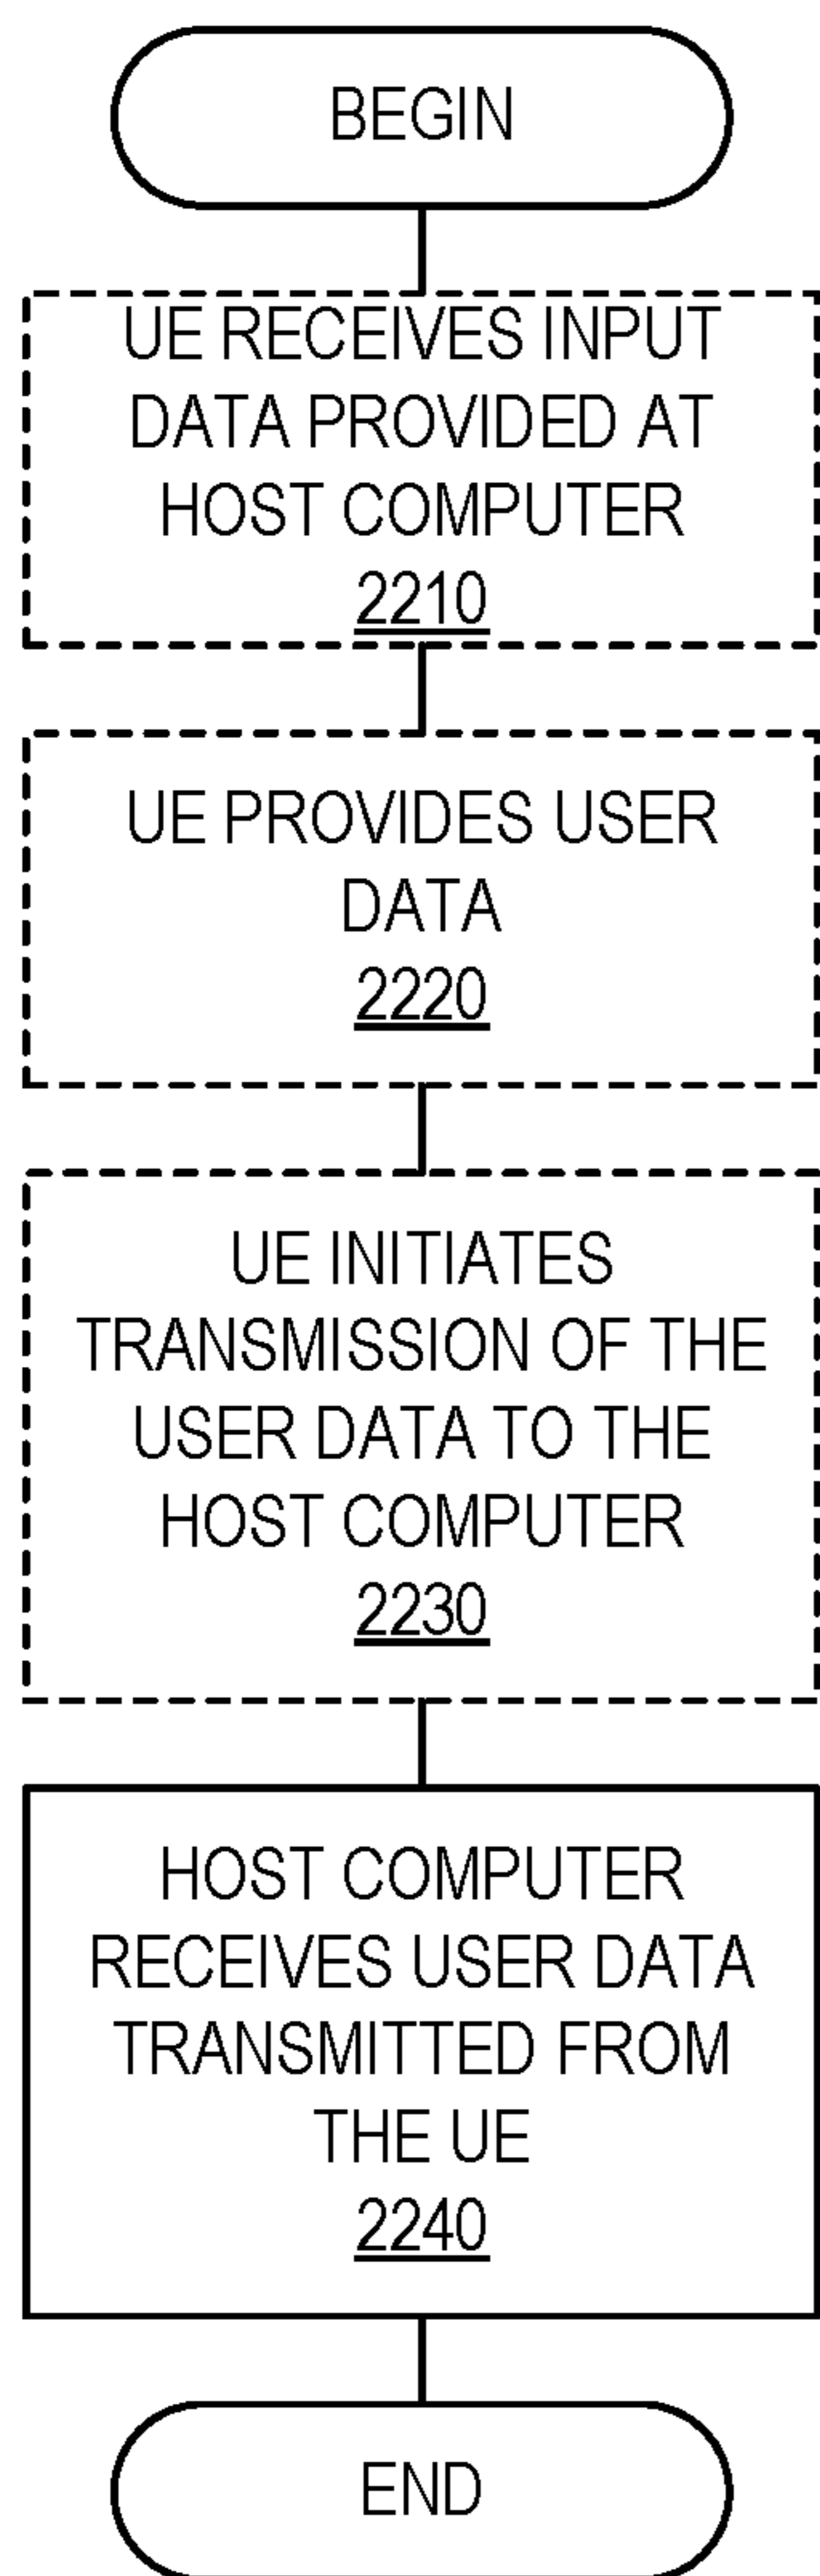 BEGIN
UE RECEIVES INPUT
DATA PROVIDED AT
HOST COMPUTER
2210
UE PROVIDES USER
DATA
2220
UE INITIATES
TRANSMISSION OF THE
USER DATA TO THE
HOST COMPUTER
2230
HOST COMPUTER
RECEIVES USER DATA
TRANSMITTED FROM
THE UE
2240
END